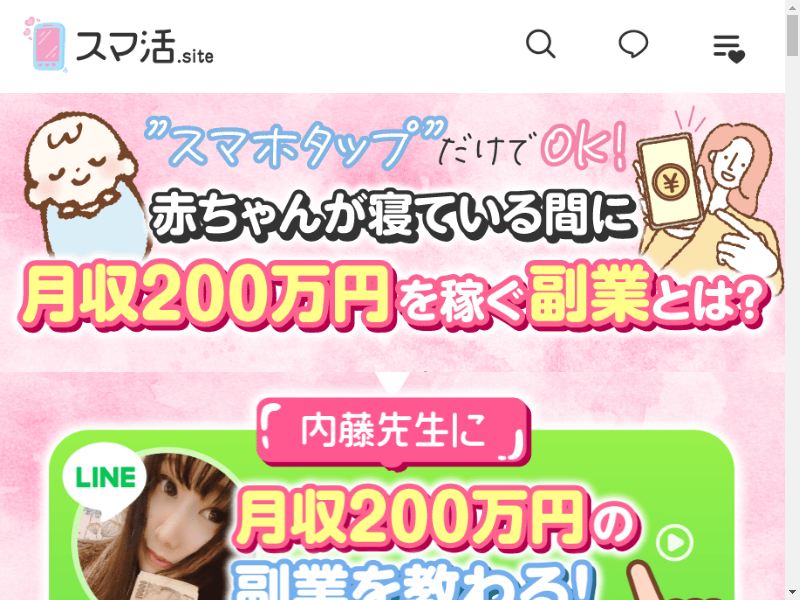 スマ活.site
”スマホタップ”だけでOK!
赤ちゃんが寝ている間に
¥
月収200万円を稼ぐ副業とは?
内藤先生に
LINE
月収200万円の
副業を教わる!